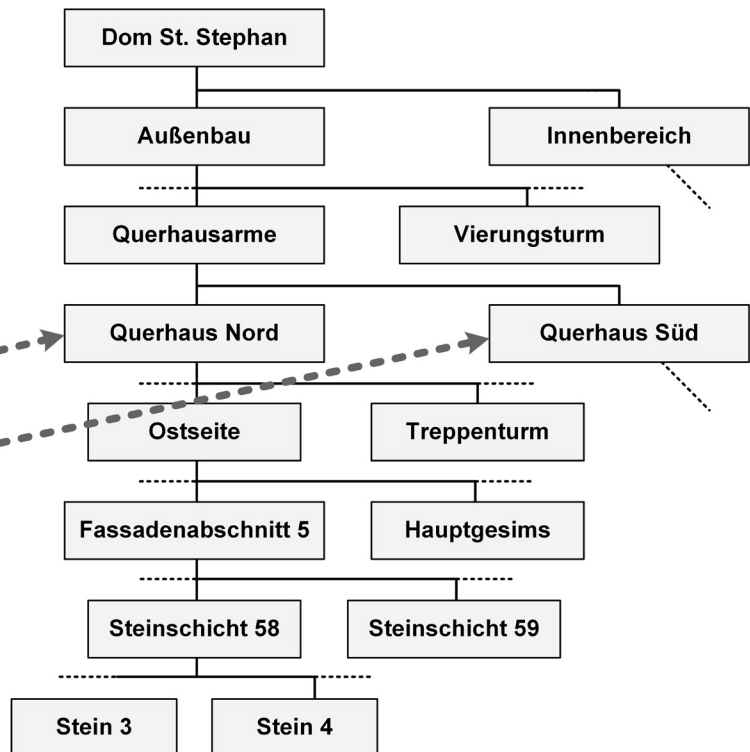 Dom St. Stephan
Außenbau
Innenbereich
Querhausarme
Vierungsturm
Querhaus Nord
Querhaus Süd
Ostseite
Treppenturm
Fassadenabschnitt 5
Hauptgesims
Steinschicht 58
Steinschicht 59
Stein 3
Stein 4